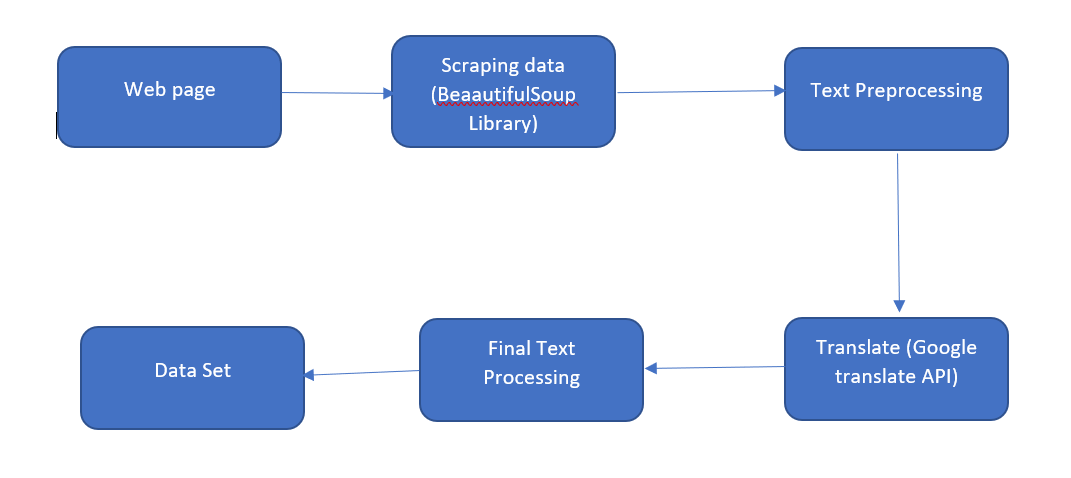 Web page
Scraping data
(BeaautifulSoup
Library)
Text Preprocessing
Translate (Google
translate API)
Final Text
Processing
Data Set